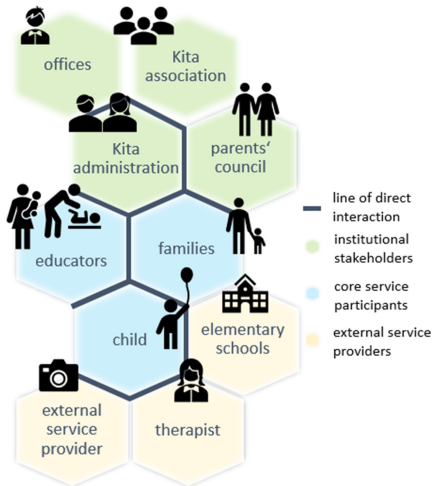 offices
Kita
association
Kita
administration
parents‘
council
educators
families
child
elementary
schools
external
service
provider
therapist
line of direct
interaction
institutional
stakeholders
core service
participants
external service
providers